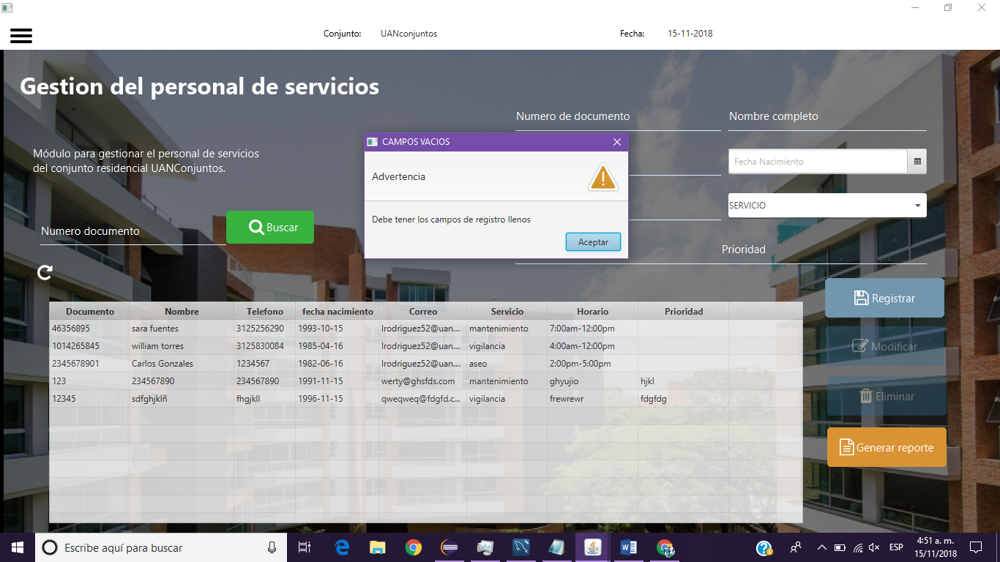 Conjunto: UANconjuntos Fecha: 15-11-2018
Gestion del personal de servicios
Módulo para gestionar el personal de servicios
del conjunto residencial UANConjuntos.
Numero documento
Buscar
Numero de documento
Nombre completo
Fecha Nacimiento
SERVICIO
Prioridad
CAMPOS VACIOS
Advertencia
Debe tener los campos de registro llenos
Aceptar
Registrar
Modificar
Eliminar
Generar reporte
Documento Nombre Telefono fecha nacimiento Correo Servicio Horario Prioridad
46356895 sara fuentes 3125256290 1993-10-15 lrodriguez52@uan.... mantenimiento 7:00am-12:00pm
1014265845 william torres 3125830084 1985-04-16 lrodriguez52@uan.... vigilancia 4:00am-12:00pm
2345678901 Carlos Gonzales 1234567 1982-06-16 lrodriguez52@uan.... aseo 2:00pm-5:00pm
123 234567890 234567890 1991-11-15 werty@ghsfds.com mantenimiento ghyujio hjkl
12345 sdfghjklñ fhgjkll 1996-11-15 qweqweq@fdgfd.c... vigilancia frewrewr fdgfdg
Escribe aquí para buscar
ESP
4:51 a. m.
15/11/2018